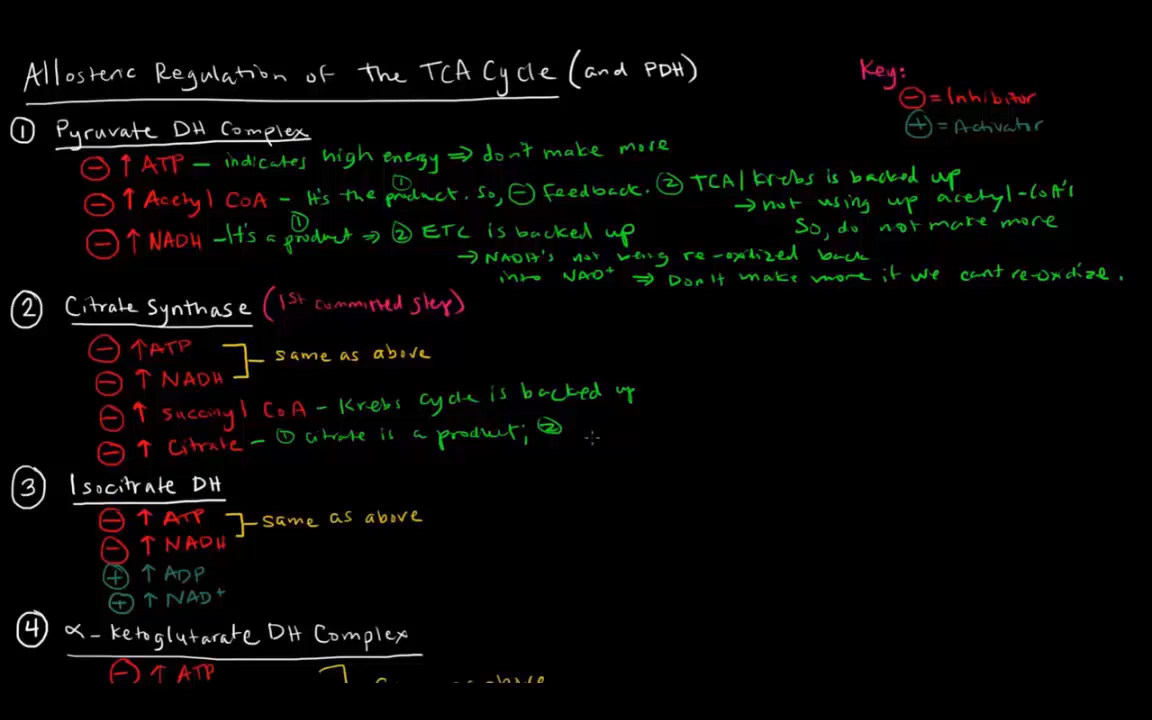 Allosteric Regulation of the TCA Cycle (and PDH)
Key:
⊖ = Inhibitor
⊕ = Activator
① Pyruvate DH Complex
⊖ ↑ ATP – indicates high energy ⇒ don't make more
⊖ ↑ Acetyl CoA – It's the ① product. So, ⊖ Feedback. ② TCA/Krebs is backed up
→ not using up acetyl-CoA's
So, do not make more
⊖ ↑ NADH – It's a ① product ⇒ ② ETC is backed up
→ NADH's not being re-oxidized back
into NAD+ ⇒ Don't make more if we cant re-oxidize.
② Citrate Synthase (1st committed step)
⊖ ↑ ATP
⊖ ↑ NADH
same as above
⊖ ↑ Succinyl CoA – Krebs cycle is backed up
⊖ ↑ Citrate – ① citrate is a product; ②
③ Isocitrate DH
⊖ ↑ ATP
⊖ ↑ NADH
same as above
⊕ ↑ ADP
⊕ ↑ NAD+
④ α-ketoglutarate DH Complex
⊖ ↑ ATP